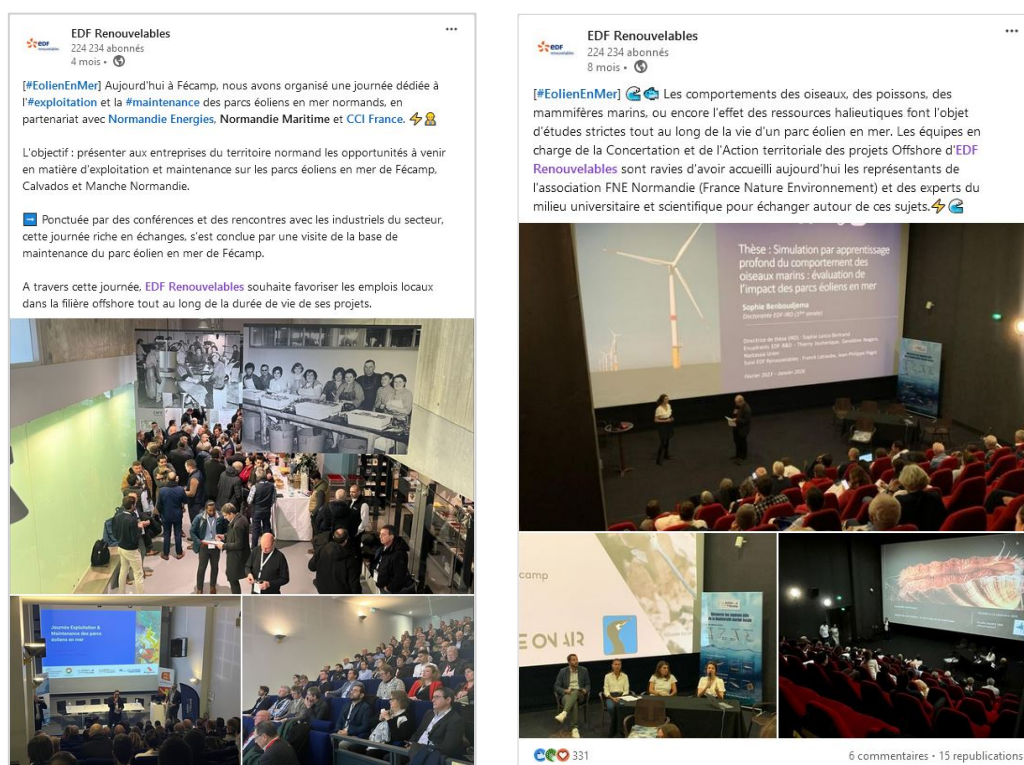 EDF Renouvelables
224 234 abonnés
4 mois •
[#EolienEnMer] Aujourd'hui à Fécamp, nous avons organisé une journée dédiée à
l'#exploitation et la #maintenance des parcs éoliens en mer normands, en
partenariat avec Normandie Energies, Normandie Maritime et CCI France. ⚡👷
L'objectif : présenter aux entreprises du territoire normand les opportunités à venir
en matière d'exploitation et maintenance sur les parcs éoliens en mer de Fécamp,
Calvados et Manche Normandie.
➡️ Ponctuée par des conférences et des rencontres avec les industriels du secteur,
cette journée riche en échanges, s'est conclue par une visite de la base de
maintenance du parc éolien en mer de Fécamp.
A travers cette journée, EDF Renouvelables souhaite favoriser les emplois locaux
dans la filière offshore tout au long de la durée de vie de ses projets.
Journée Exploitation &
Maintenance des parcs
éoliens en mer
EDF Renouvelables
224 234 abonnés
8 mois •
[#EolienEnMer] 🌊🐟 Les comportements des oiseaux, des poissons, des
mammifères marins, ou encore l'effet des ressources halieutiques font l'objet
d'études strictes tout au long de la vie d'un parc éolien en mer. Les équipes en
charge de la Concertation et de l'Action territoriale des projets Offshore d'EDF
Renouvelables sont ravies d'avoir accueilli aujourd'hui les représentants de
l'association FNE Normandie (France Nature Environnement) et des experts du
milieu universitaire et scientifique pour échanger autour de ces sujets.⚡🌊
Thèse : Simulation par apprentissage
profond du comportement des
oiseaux marins : évaluation de
l'impact des parcs éoliens en mer
Sophie Benboudjema
camp
E ON AIR
331
6 commentaires • 15 republications